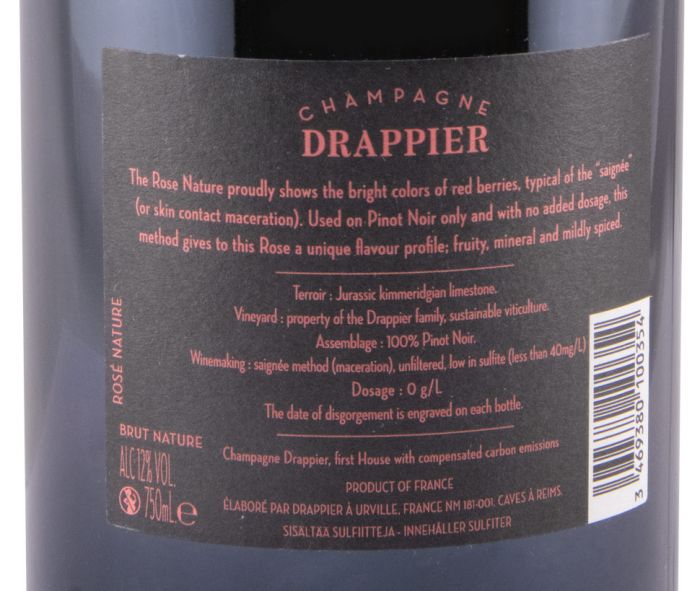 CHAMPAGNE
DRAPPIER
The Rose Nature proudly shows the bright colors of red berries, typical of the "saignée"
(or skin contact maceration). Used on Pinot Noir only and with no added dosage, this
method gives to this Rose a unique flavour profile; fruity, mineral and mildly spiced.
Terroir : Jurassic kimmeridgian limestone.
Vineyard : property of the Drappier family, sustainable viticulture.
Assemblage : 100% Pinot Noir.
Winemaking : saignée method (maceration), unfiltered, low in sulfite (less than 40mg/L)
Dosage : 0 g/L
The date of disgorgement is engraved on each bottle.
Champagne Drappier, first House with compensated carbon emissions
PRODUCT OF FRANCE
ÉLABORÉ PAR DRAPPIER À URVILLE, FRANCE NM 181-001. CAVES À REIMS.
SISÄLTÄÄ SULFIITTEJA - INNEHÅLLER SULFITER
ROSÉ NATURE
BRUT NATURE
ALC 12% VOL.
750mL e
3 469380 100354